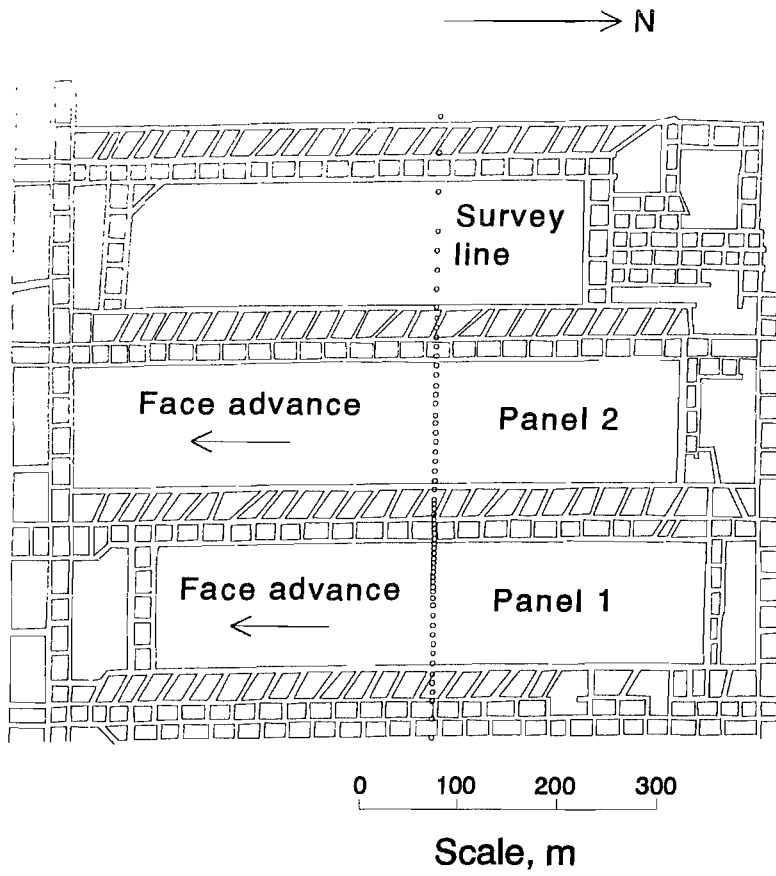 N
Survey
line
Face advance
Panel 2
Face advance
Panel 1
0 100 200 300
Scale, m